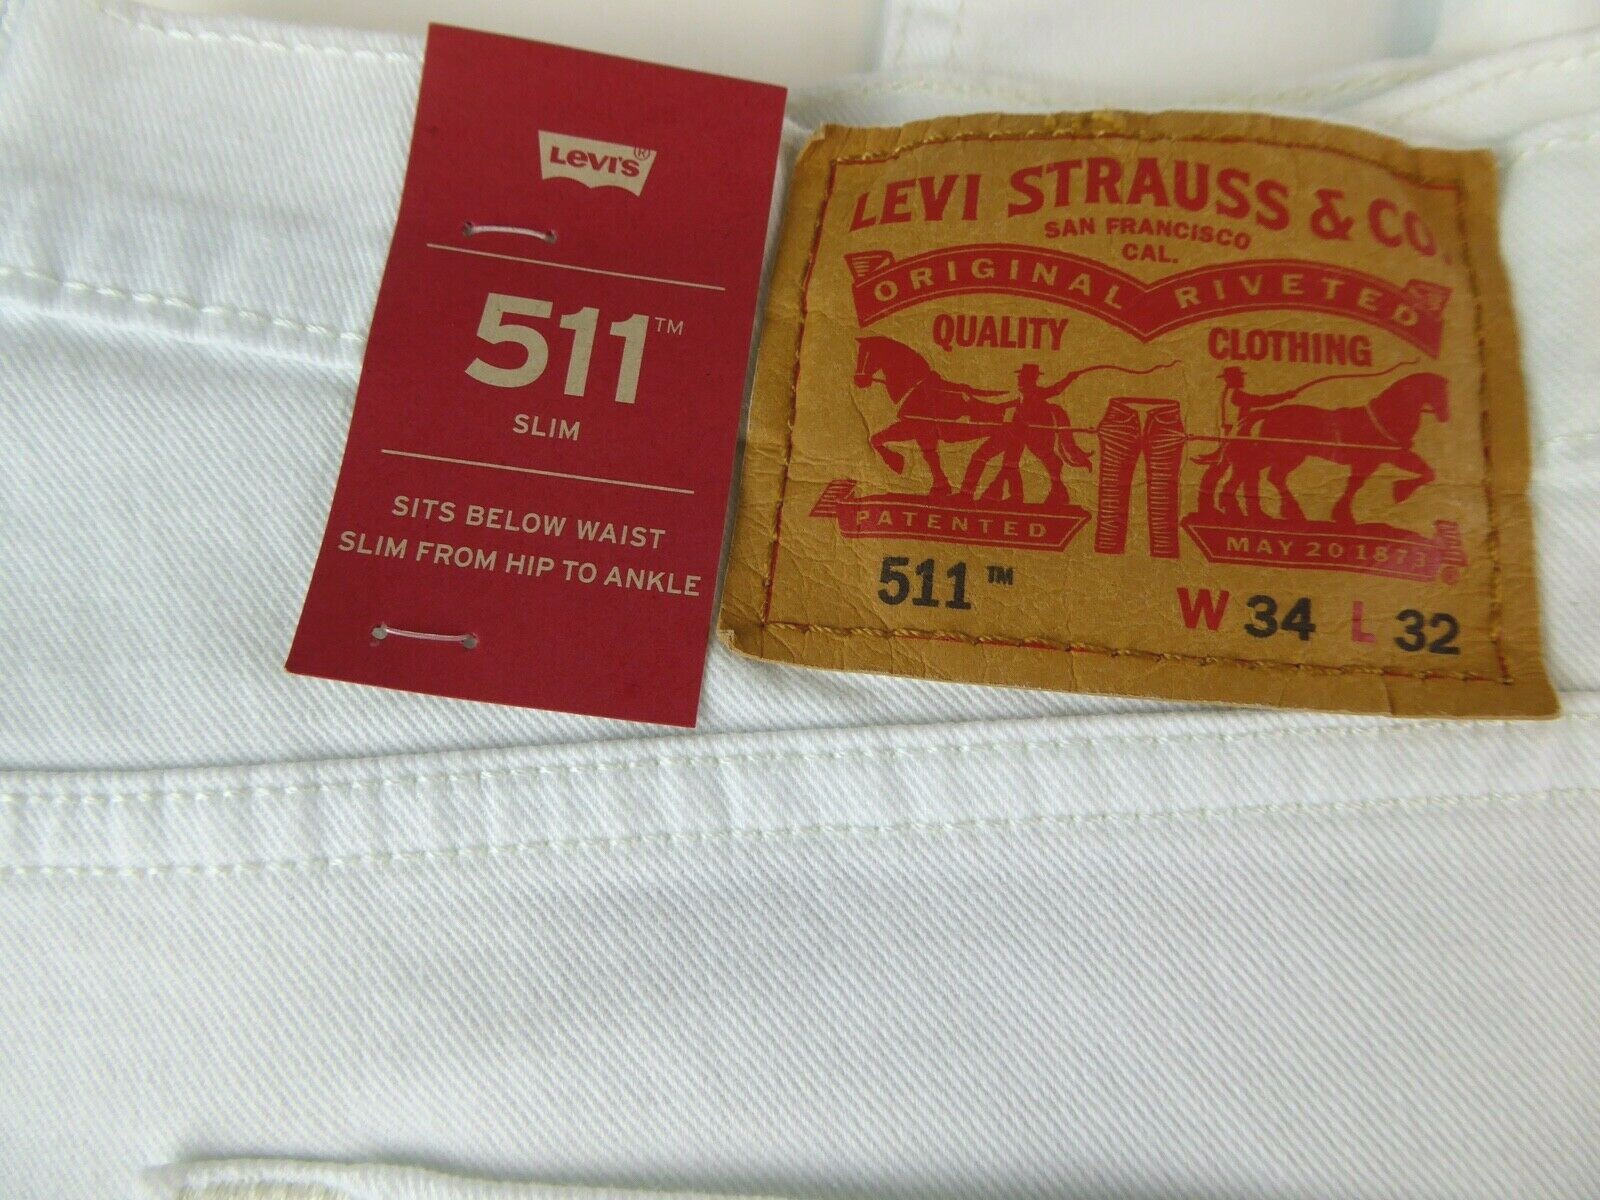 LEVI'S®
511™
SLIM
SITS BELOW WAIST
SLIM FROM HIP TO ANKLE
LEVI STRAUSS & CO.
SAN FRANCISCO
CAL.
ORIGINAL RIVETED
QUALITY CLOTHING
PATENTED MAY 20 1873
511™ W 34 L 32